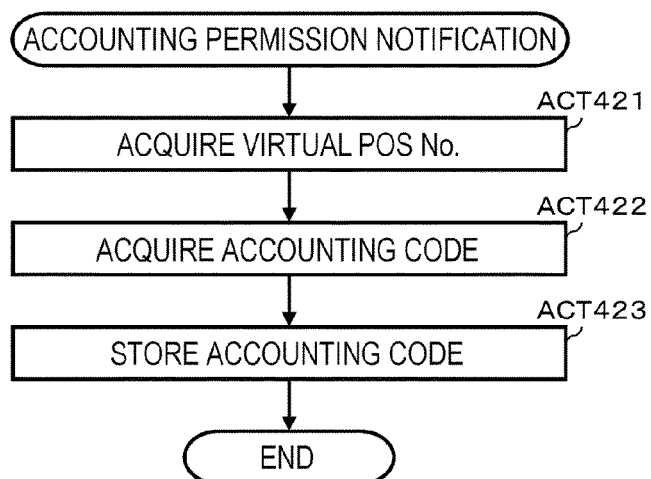 ACCOUNTING PERMISSION NOTIFICATION
ACT421
ACQUIRE VIRTUAL POS No.
ACT422
ACQUIRE ACCOUNTING CODE
ACT423
STORE ACCOUNTING CODE
END